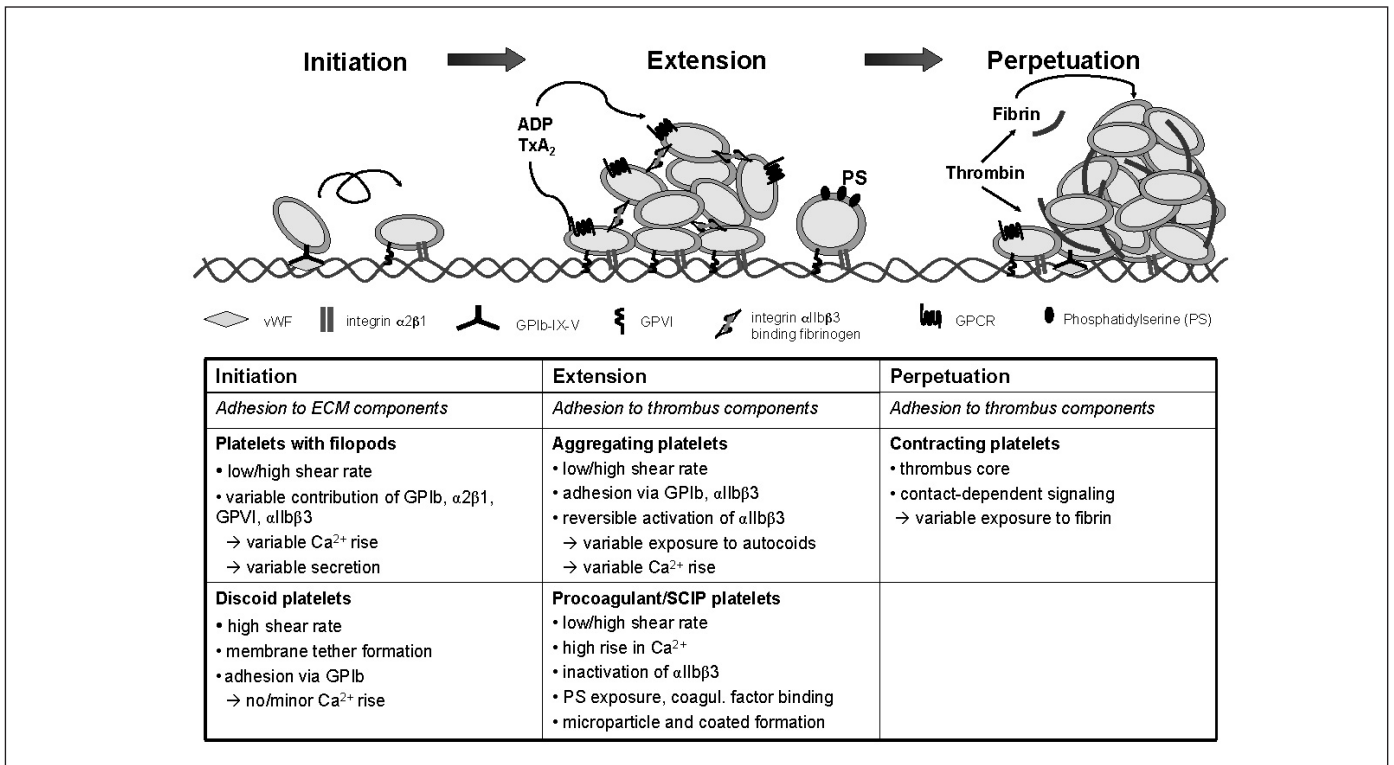 Initiation
Extension
Perpetuation
ADP
TxA₂
PS
Fibrin
Thrombin
vWF
integrin α2β1
GPIb-IX-V
GPVI
integrin αIIbβ3
binding fibrinogen
GPCR
Phosphatidylserine (PS)
Initiation
Adhesion to ECM components
Platelets with filopods
• low/high shear rate
• variable contribution of GPIb, α2β1,
GPVI, αIIbβ3
→ variable Ca²⁺ rise
→ variable secretion
Discoid platelets
• high shear rate
• membrane tether formation
• adhesion via GPIb
→ no/minor Ca²⁺ rise
Extension
Adhesion to thrombus components
Aggregating platelets
• low/high shear rate
• adhesion via GPIb, αIIbβ3
• reversible activation of αIIbβ3
→ variable exposure to autocoids
→ variable Ca²⁺ rise
Procoagulant/SCIP platelets
• low/high shear rate
• high rise in Ca²⁺
• inactivation of αIIbβ3
• PS exposure, coagul. factor binding
• microparticle and coated formation
Perpetuation
Adhesion to thrombus components
Contracting platelets
• thrombus core
• contact-dependent signaling
→ variable exposure to fibrin